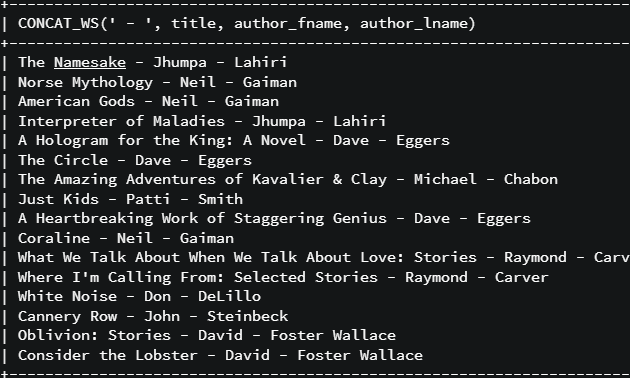 +---------------------------------------------------------------
| CONCAT_WS(' - ', title, author_fname, author_lname)
+---------------------------------------------------------------
| The Namesake - Jhumpa - Lahiri
| Norse Mythology - Neil - Gaiman
| American Gods - Neil - Gaiman
| Interpreter of Maladies - Jhumpa - Lahiri
| A Hologram for the King: A Novel - Dave - Eggers
| The Circle - Dave - Eggers
| The Amazing Adventures of Kavalier & Clay - Michael - Chabon
| Just Kids - Patti - Smith
| A Heartbreaking Work of Staggering Genius - Dave - Eggers
| Coraline - Neil - Gaiman
| What We Talk About When We Talk About Love: Stories - Raymond - Carv
| Where I'm Calling From: Selected Stories - Raymond - Carver
| White Noise - Don - DeLillo
| Cannery Row - John - Steinbeck
| Oblivion: Stories - David - Foster Wallace
| Consider the Lobster - David - Foster Wallace
+---------------------------------------------------------------